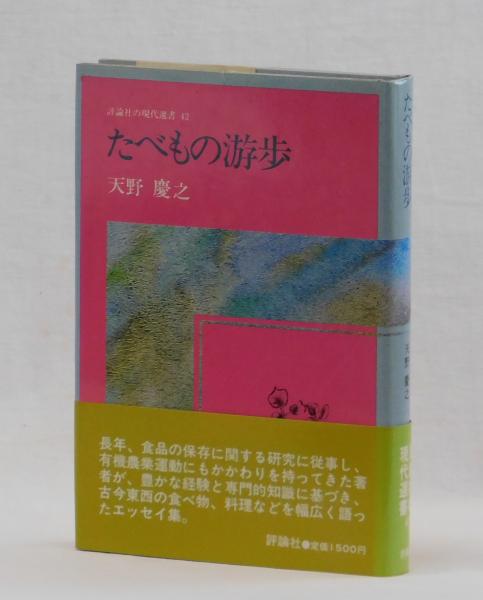 評論社の現代選書 42
たべもの游歩
天野 慶之
長年、食品の保存に関する研究に従事し、
有機農業運動にもかかわりを持ってきた著
者が、豊かな経験と専門的知識に基づき、
古今東西の食べ物、料理などを幅広く語っ
たエッセイ集。
評論社●定価1500円
たべもの游歩
天野 慶之
現代選書